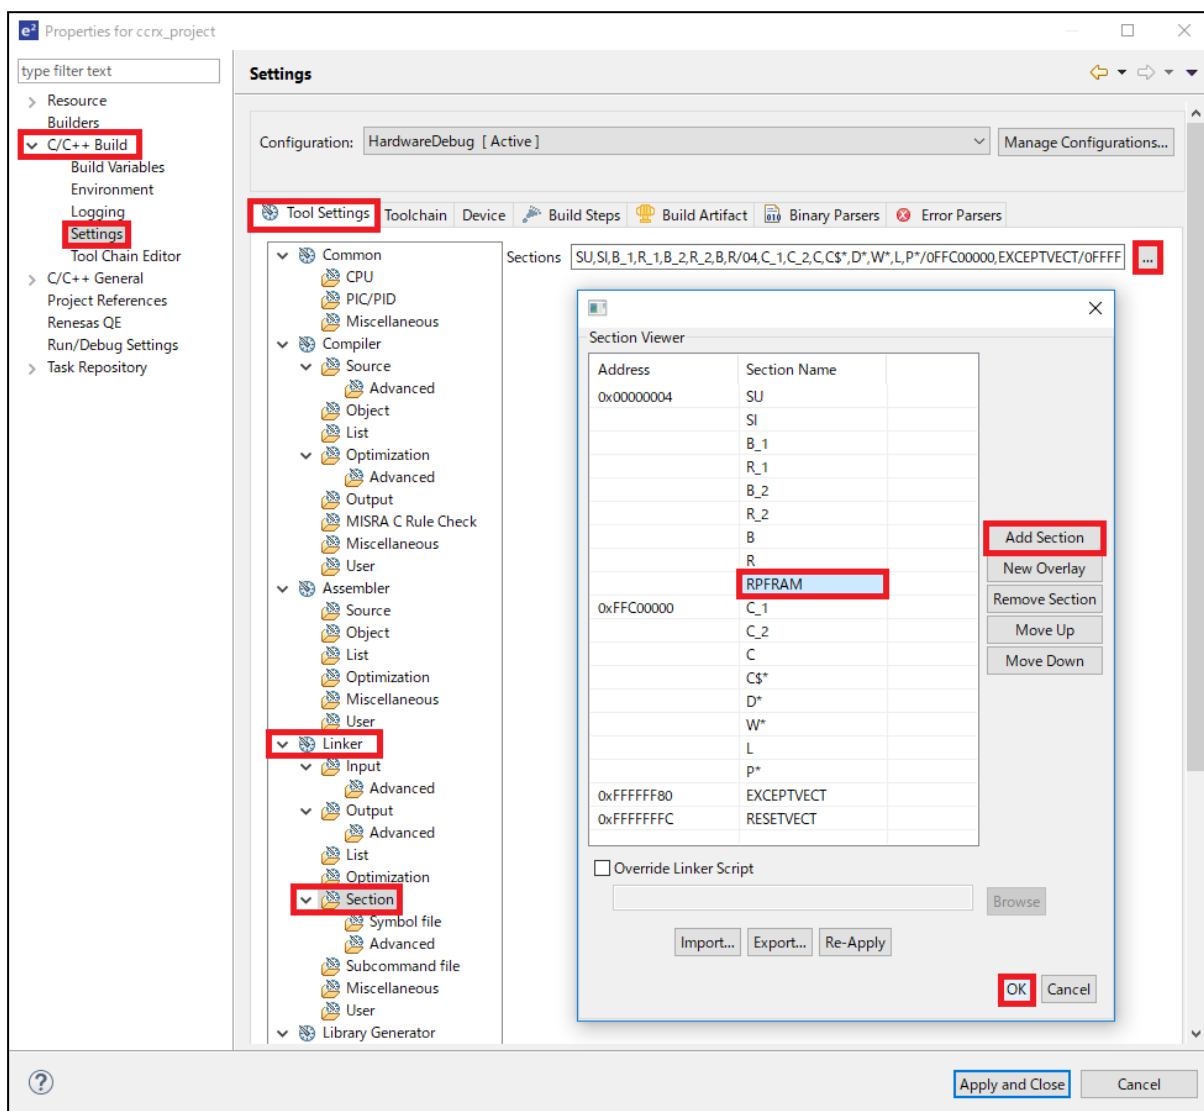 e² Properties for ccrx_project
type filter text
Resource
Builders
C/C++ Build
Build Variables
Environment
Logging
Settings
Tool Chain Editor
C/C++ General
Project References
Renesas QE
Run/Debug Settings
Task Repository
Settings
Configuration: HardwareDebug [ Active ] Manage Configurations...
Tool Settings Toolchain Device Build Steps Build Artifact Binary Parsers Error Parsers
Common
CPU
PIC/PID
Miscellaneous
Compiler
Source
Advanced
Object
List
Optimization
Advanced
Output
MISRA C Rule Check
Miscellaneous
User
Assembler
Source
Object
List
Optimization
Miscellaneous
User
Linker
Input
Advanced
Output
Advanced
List
Optimization
Section
Symbol file
Advanced
Subcommand file
Miscellaneous
User
Library Generator
Sections SU,SI,B_1,R_1,B_2,R_2,B,R/04,C_1,C_2,C,C$*,D*,W*,L,P*/0FFC00000,EXCEPTVECT/0FFFF ...
Section Viewer
Address Section Name
0x00000004 SU
SI
B_1
R_1
B_2
R_2
B
R
RPFRAM
0xFFC00000 C_1
C_2
C
C$*
D*
W*
L
P*
0xFFFFFF80 EXCEPTVECT
0xFFFFFFFC RESETVECT
Add Section
New Overlay
Remove Section
Move Up
Move Down
Override Linker Script
Browse
Import... Export... Re-Apply
OK Cancel
? Apply and Close Cancel